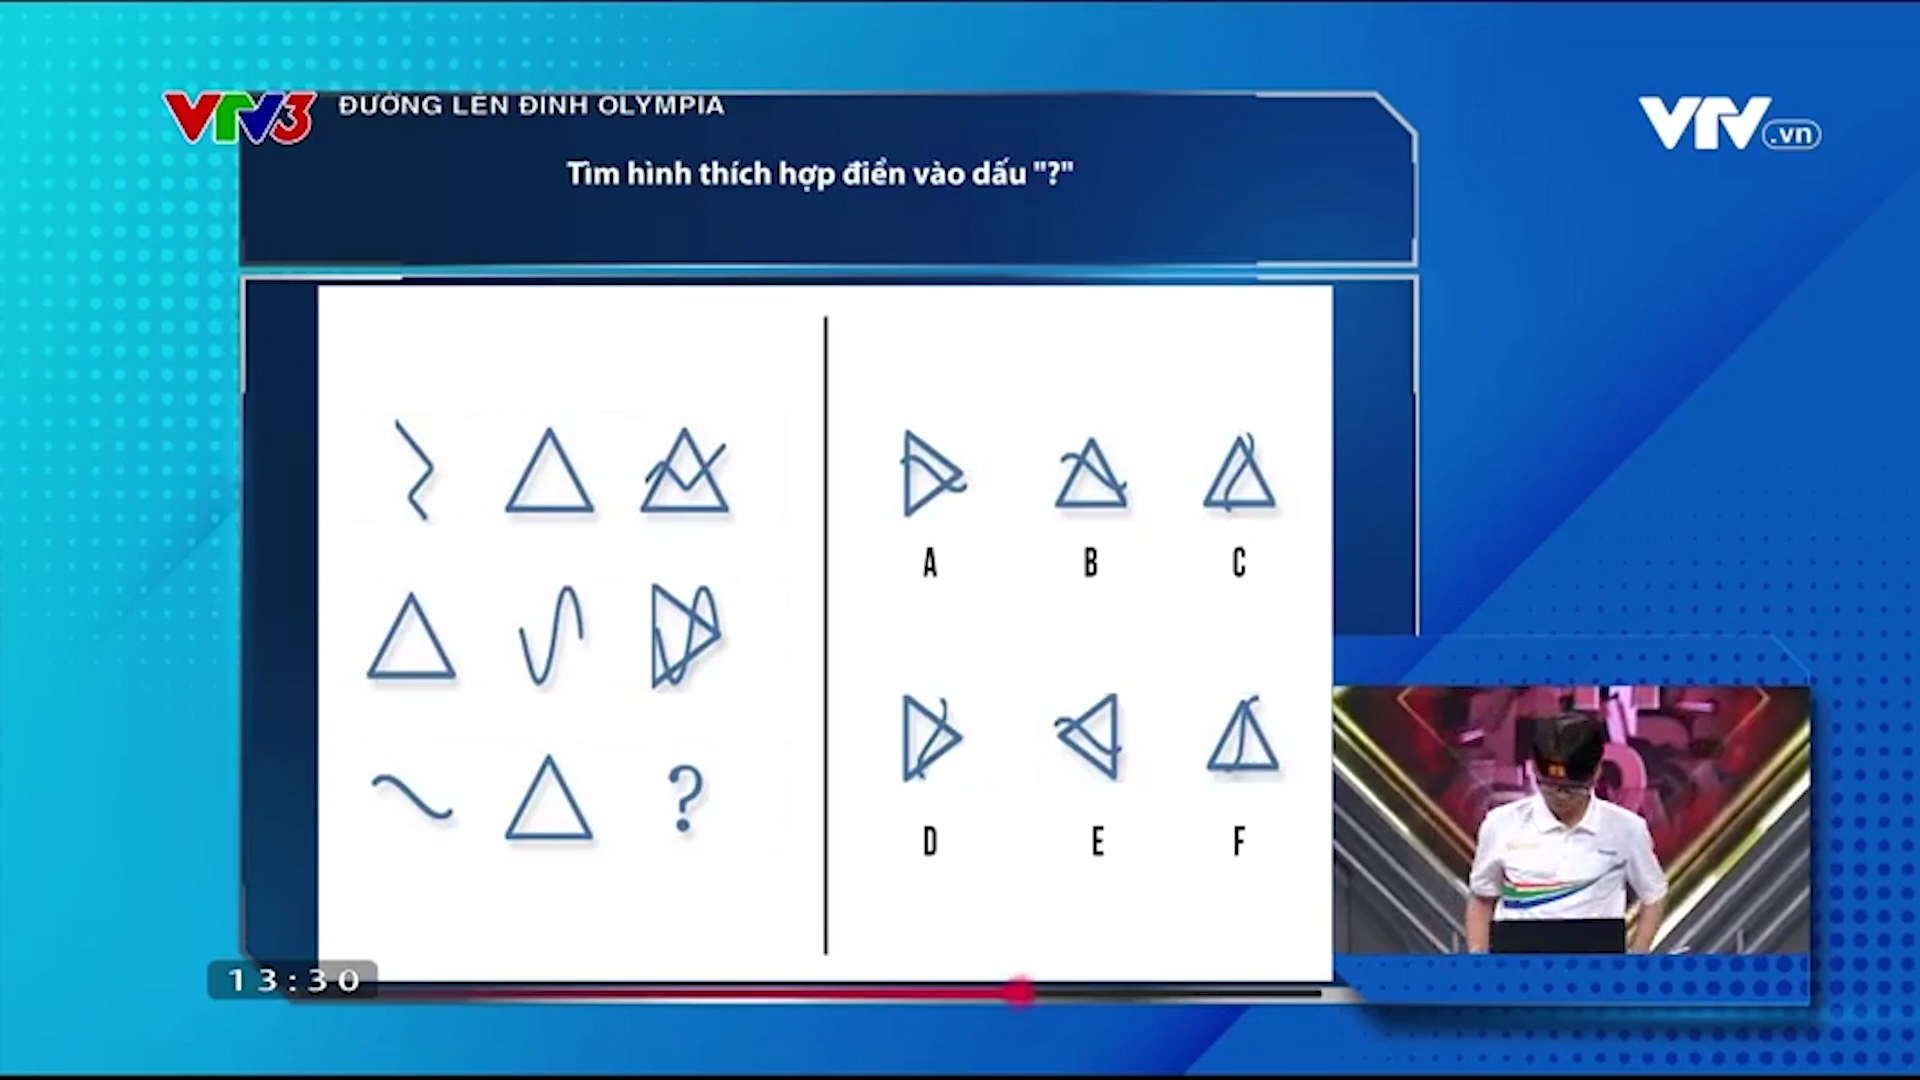 VTV3 ĐƯỜNG LÊN ĐỈNH OLYMPIA
VTV.vn
Tìm hình thích hợp điền vào dấu "?"
A B C
?
D E F
13:30